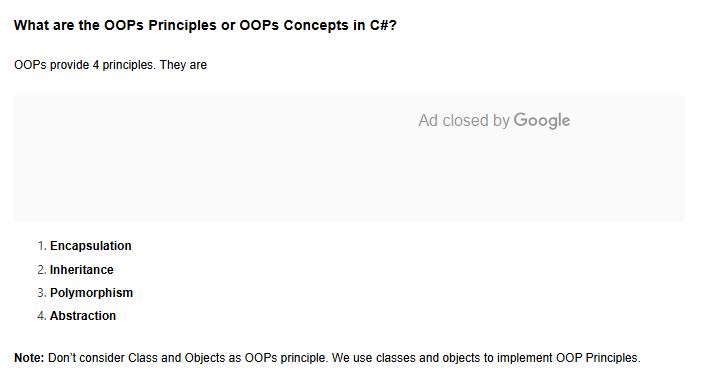 What are the OOPs Principles or OOPs Concepts in C#?
OOPs provide 4 principles. They are
Ad closed by Google
1. Encapsulation
2. Inheritance
3. Polymorphism
4. Abstraction
Note: Don’t consider Class and Objects as OOPs principle. We use classes and objects to implement OOP Principles.